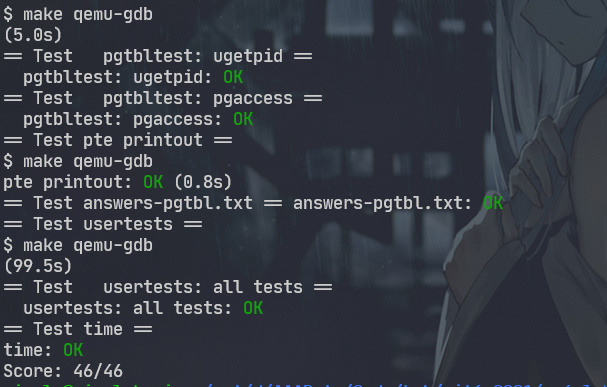 $ make qemu-gdb
(5.0s)
== Test   pgtbltest: ugetpid ==
  pgtbltest: ugetpid: OK
== Test   pgtbltest: pgaccess ==
  pgtbltest: pgaccess: OK
== Test pte printout ==
$ make qemu-gdb
pte printout: OK (0.8s)
== Test answers-pgtbl.txt == answers-pgtbl.txt: OK
== Test usertests ==
$ make qemu-gdb
(99.5s)
== Test   usertests: all tests ==
  usertests: all tests: OK
== Test time ==
time: OK
Score: 46/46